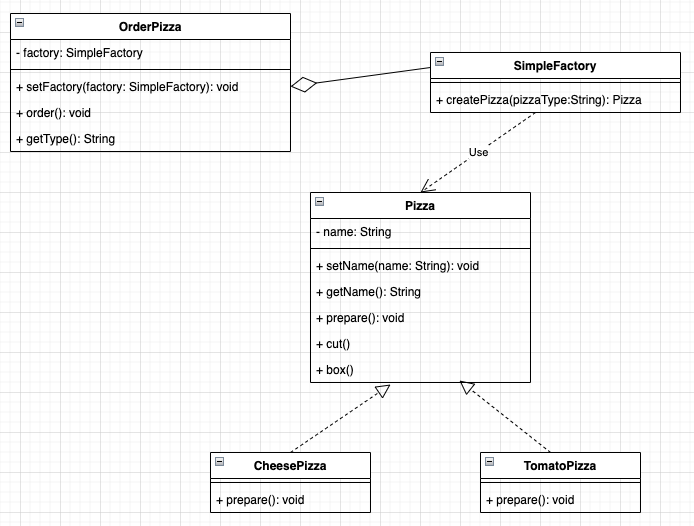 OrderPizza
- factory: SimpleFactory
+ setFactory(factory: SimpleFactory): void
+ order(): void
+ getType(): String
SimpleFactory
+ createPizza(pizzaType:String): Pizza
Use
Pizza
- name: String
+ setName(name: String): void
+ getName(): String
+ prepare(): void
+ cut()
+ box()
CheesePizza
+ prepare(): void
TomatoPizza
+ prepare(): void